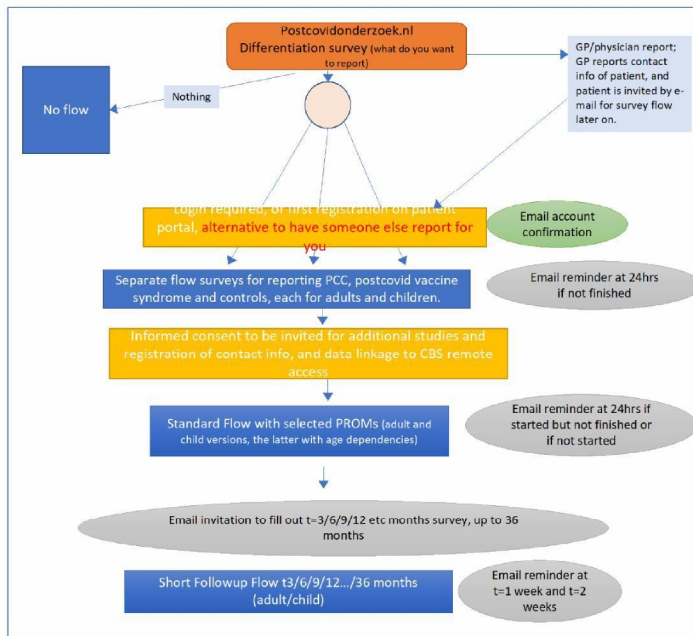 Postcovidonderzoek.nl
Differentiation survey (what do you want
to report)
GP/physician report;
GP reports contact
info of patient, and
patient is invited by e-
mail for survey flow
later on.
Nothing
No flow
Login required, or first registration on patient
portal, alternative to have someone else report for
you
Email account
confirmation
Separate flow surveys for reporting PCC, postcovid vaccine
syndrome and controls, each for adults and children.
Email reminder at 24hrs
if not finished
Informed consent to be invited for additional studies and
registration of contact info, and data linkage to CBS remote
access
Standard Flow with selected PROMs (adult and
child versions, the latter with age dependencies)
Email reminder at 24hrs if
started but not finished or
if not started
Email invitation to fill out t=3/6/9/12 etc months survey, up to 36
months
Short Followup Flow t3/6/9/12.../36 months
(adult/child)
Email reminder at
t=1 week and t=2
weeks